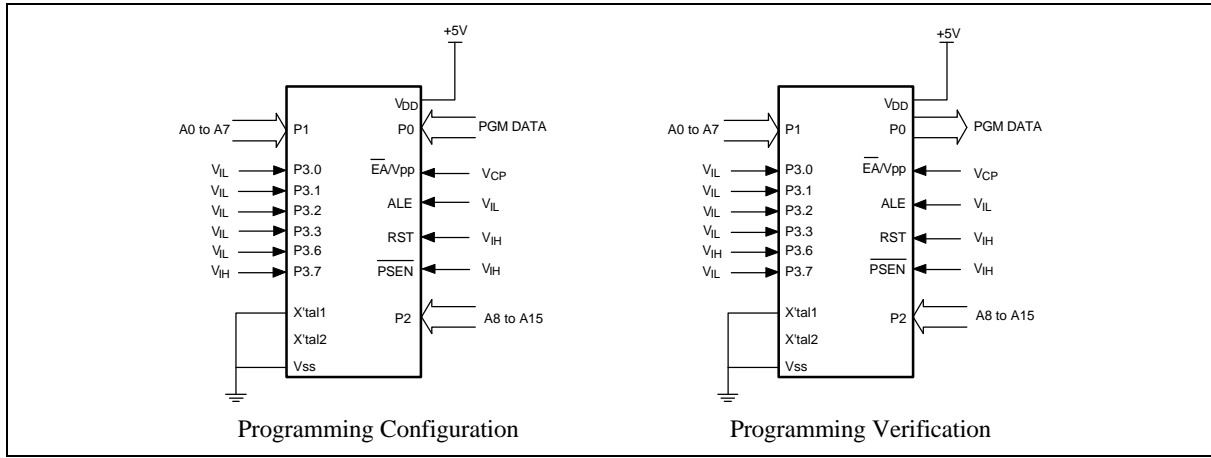 +5V
VDD
A0 to A7 P1 P0 PGM DATA
VIL P3.0 EA/Vpp VCP
VIL P3.1
VIL P3.2 ALE VIL
VIL P3.3 RST VIH
VIL P3.6
VIH P3.7 PSEN VIH
X'tal1 P2 A8 to A15
X'tal2
Vss
Programming Configuration
+5V
VDD
A0 to A7 P1 P0 PGM DATA
VIL P3.0 EA/Vpp VCP
VIL P3.1
VIL P3.2 ALE VIL
VIL P3.3 RST VIH
VIH P3.6
VIL P3.7 PSEN VIH
X'tal1 P2 A8 to A15
X'tal2
Vss
Programming Verification